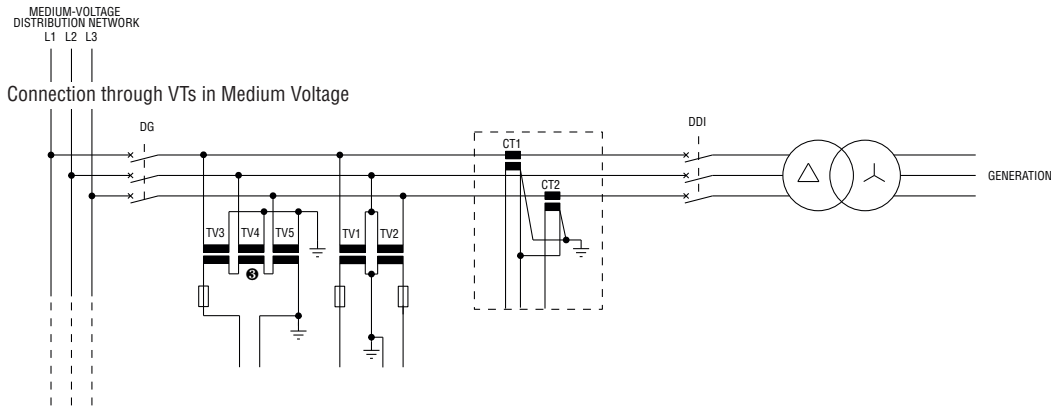 MEDIUM-VOLTAGE
DISTRIBUTION NETWORK
L1 L2 L3
Connection through VTs in Medium Voltage
DG
DDI
CT1
CT2
GENERATION
TV3 TV4 TV5 TV1 TV2
3